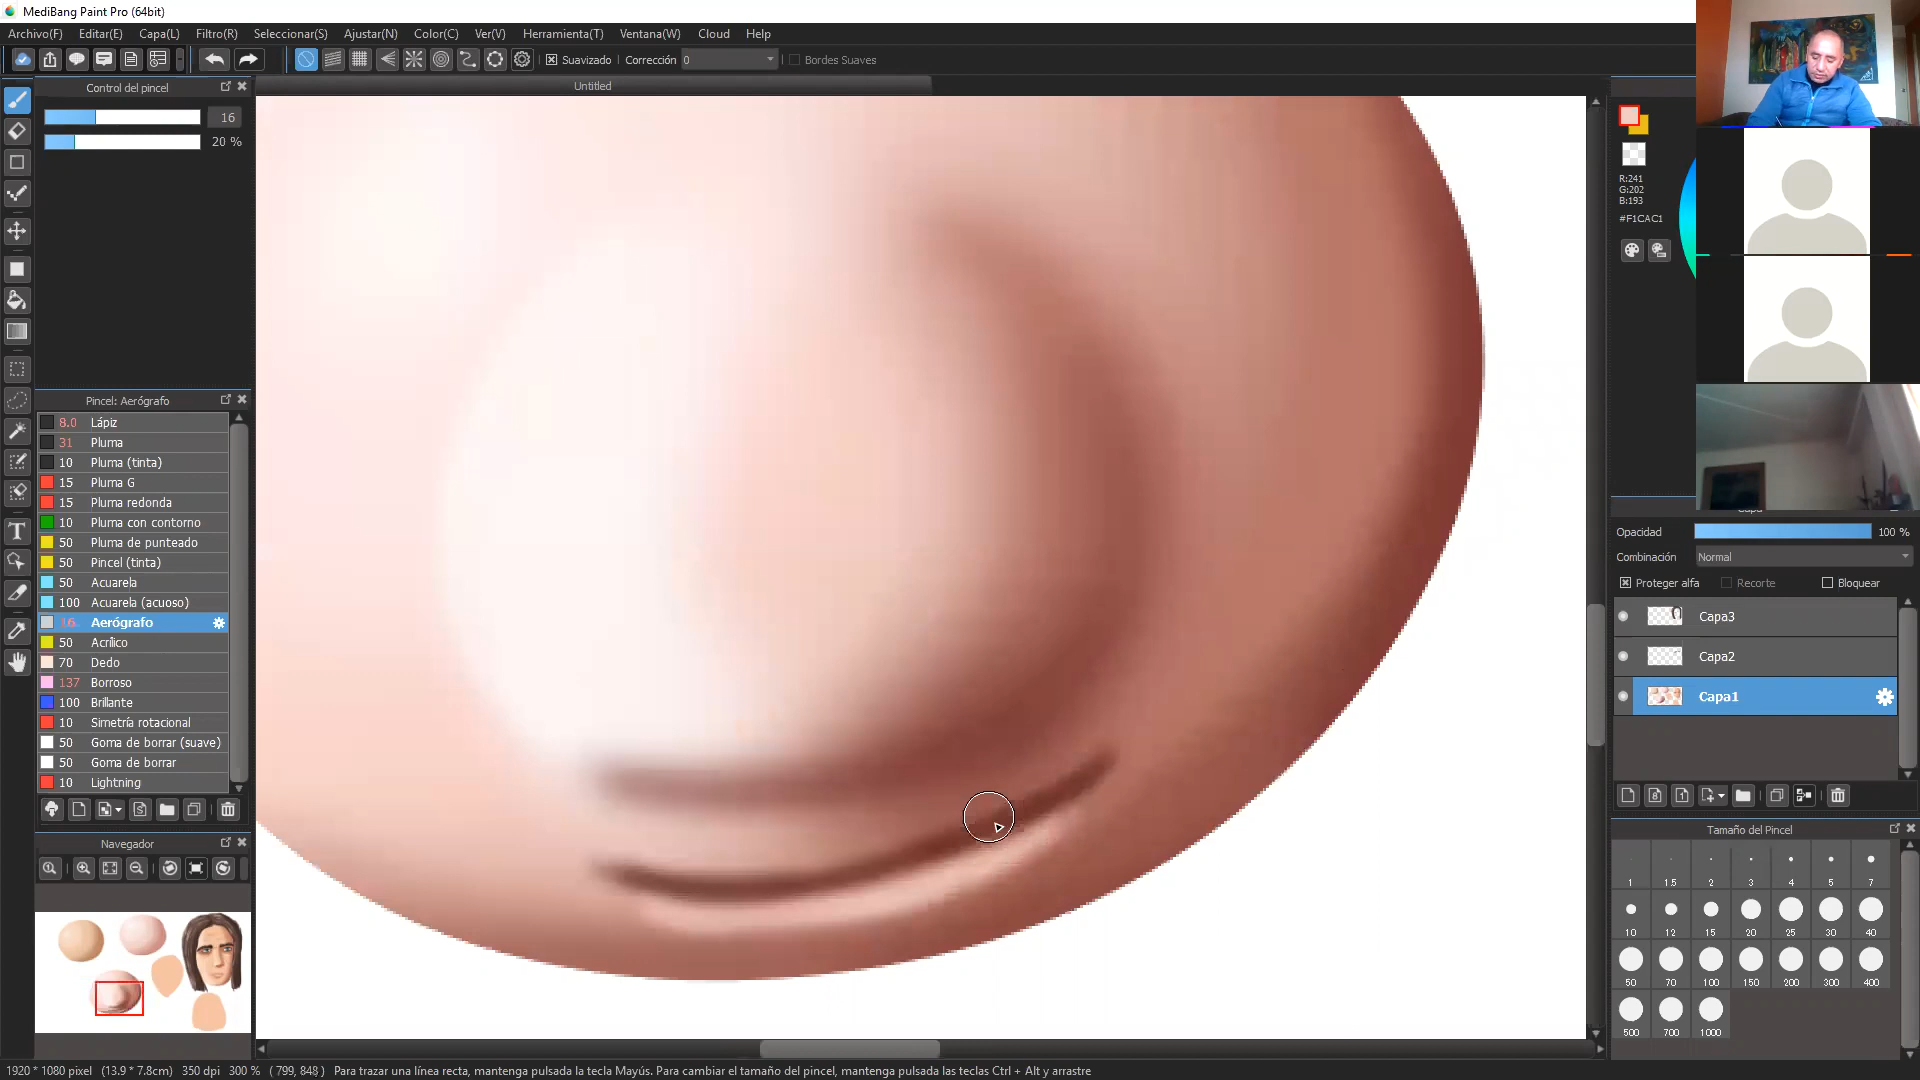 MediBang Paint Pro (64bit)
Archivo(F) Editar(E) Capa(L) Filtro(R) Seleccionar(S) Ajustar(N) Color(C) Ver(V) Herramienta(T) Ventana(W) Cloud Help
Suavizado Corrección 0 Bordes Suaves
Control del pincel
Untitled
16
20 %
R:241
G:202
B:193
#F1CAC1
Pincel: Aerógrafo
8.0 Lápiz
31 Pluma
10 Pluma (tinta)
15 Pluma G
15 Pluma redonda
10 Pluma con contorno
50 Pluma de punteado
50 Pincel (tinta)
50 Acuarela
100 Acuarela (acuoso)
16 Aerógrafo
50 Acrílico
70 Dedo
137 Borroso
100 Brillante
10 Simetría rotacional
50 Goma de borrar (suave)
50 Goma de borrar
10 Lightning
Navegador
Opacidad 100 %
Combinación Normal
Proteger alfa Recorte Bloquear
Capa3
Capa2
Capa1
Tamaño del Pincel
1 1.5 2 3 4 5 7
10 12 15 20 25 30 40
50 70 100 150 200 300 400
500 700 1000
1920 * 1080 pixel (13.9 * 7.8cm) 350 dpi 300 % ( 799, 848 ) Para trazar una línea recta, mantenga pulsada la tecla Mayús. Para cambiar el tamaño del pincel, mantenga pulsadas las teclas Ctrl + Alt y arrastre